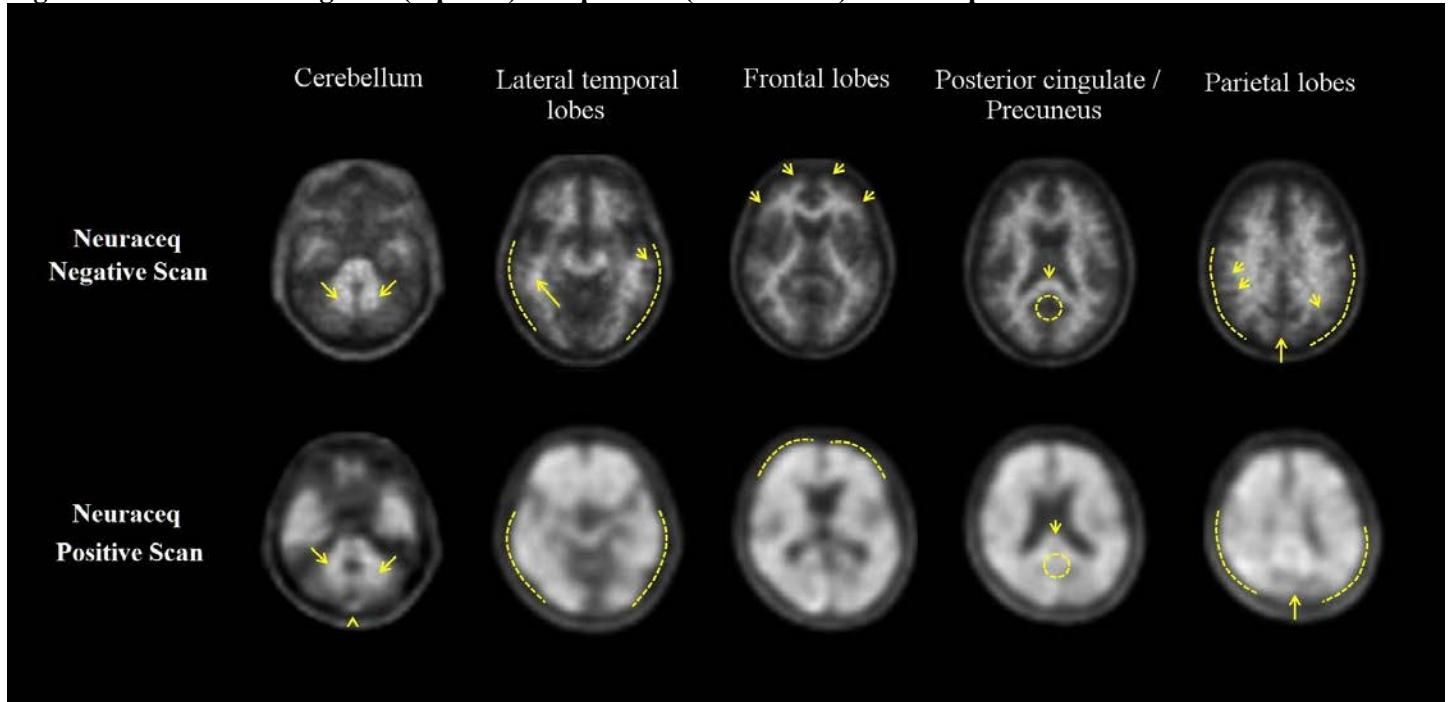 Cerebellum
Lateral temporal
lobes
Frontal lobes
Posterior cingulate /
Precuneus
Parietal lobes
Neuraceq
Negative Scan
Neuraceq
Positive Scan